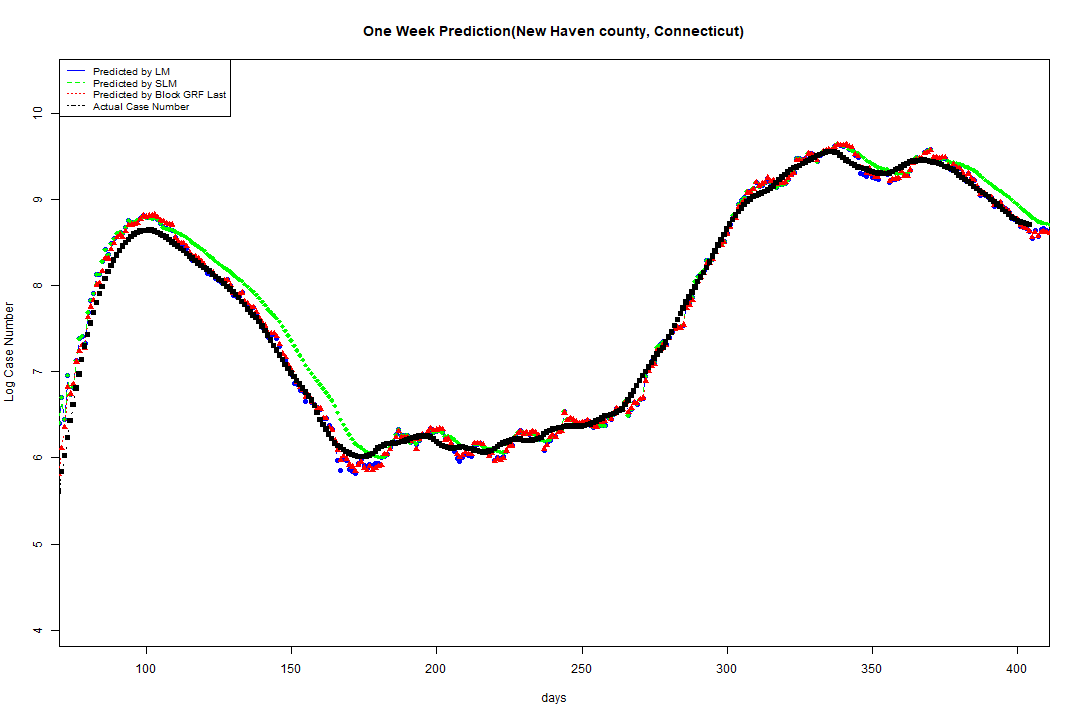 One Week Prediction(New Haven county, Connecticut)
Predicted by LM
Predicted by SLM
Predicted by Block GRF Last
Actual Case Number
10
9
8
7
6
5
4
Log Case Number
100 150 200 250 300 350 400
days